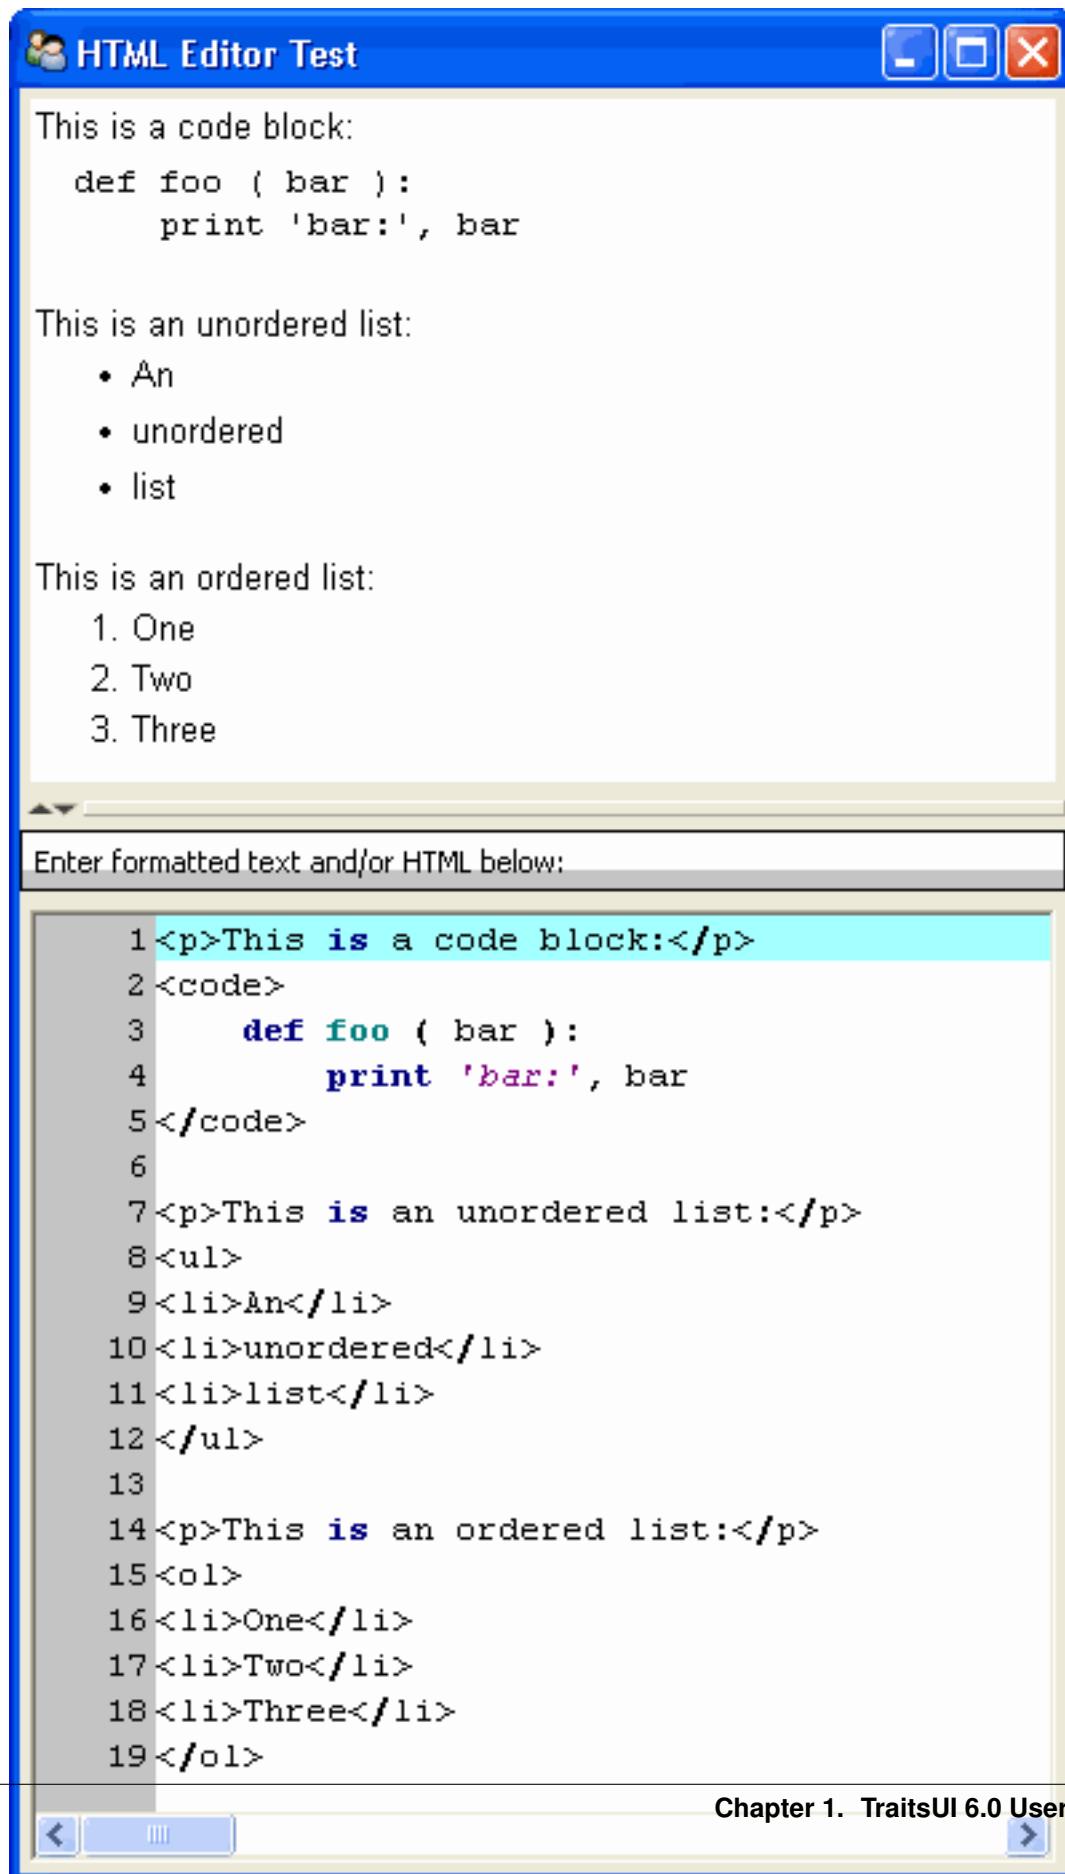 HTML Editor Test
This is a code block:
def foo ( bar ):
    print 'bar:', bar
This is an unordered list:
• An
• unordered
• list
This is an ordered list:
1. One
2. Two
3. Three
Enter formatted text and/or HTML below:
1 <p>This is a code block:</p>
2 <code>
3     def foo ( bar ):
4         print 'bar:', bar
5 </code>
6
7 <p>This is an unordered list:</p>
8 <ul>
9 <li>An</li>
10 <li>unordered</li>
11 <li>list</li>
12 </ul>
13
14 <p>This is an ordered list:</p>
15 <ol>
16 <li>One</li>
17 <li>Two</li>
18 <li>Three</li>
19 </ol>
Chapter 1. TraitsUI 6.0 User